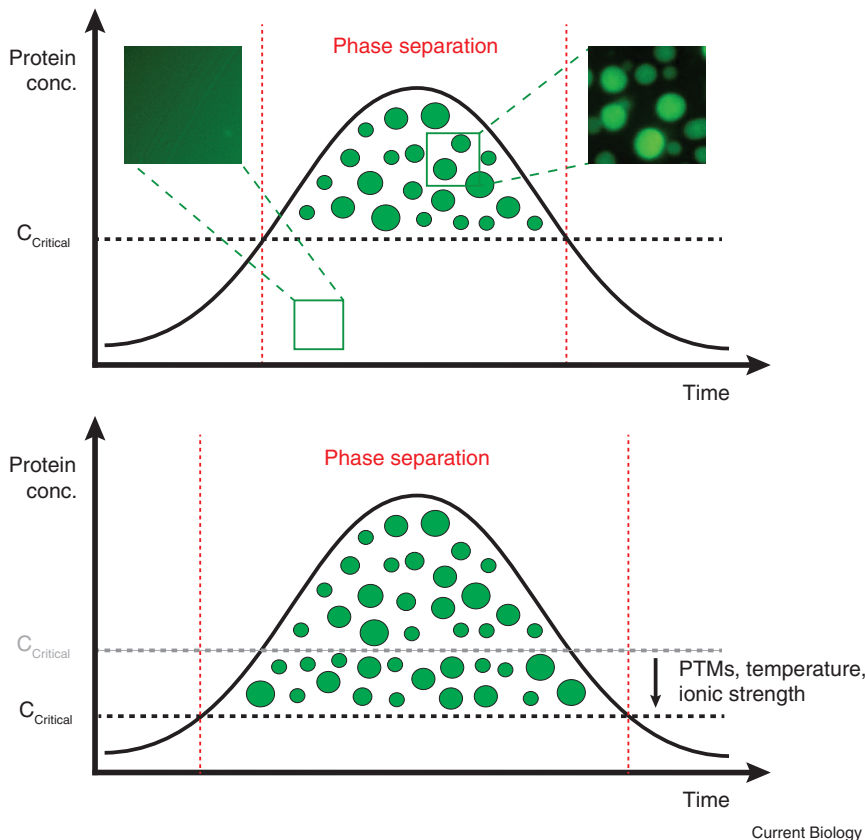 Phase separation
Protein
conc.
C Critical
Time
Phase separation
Protein
conc.
C Critical
PTMs, temperature,
ionic strength
C Critical
Time
Current Biology